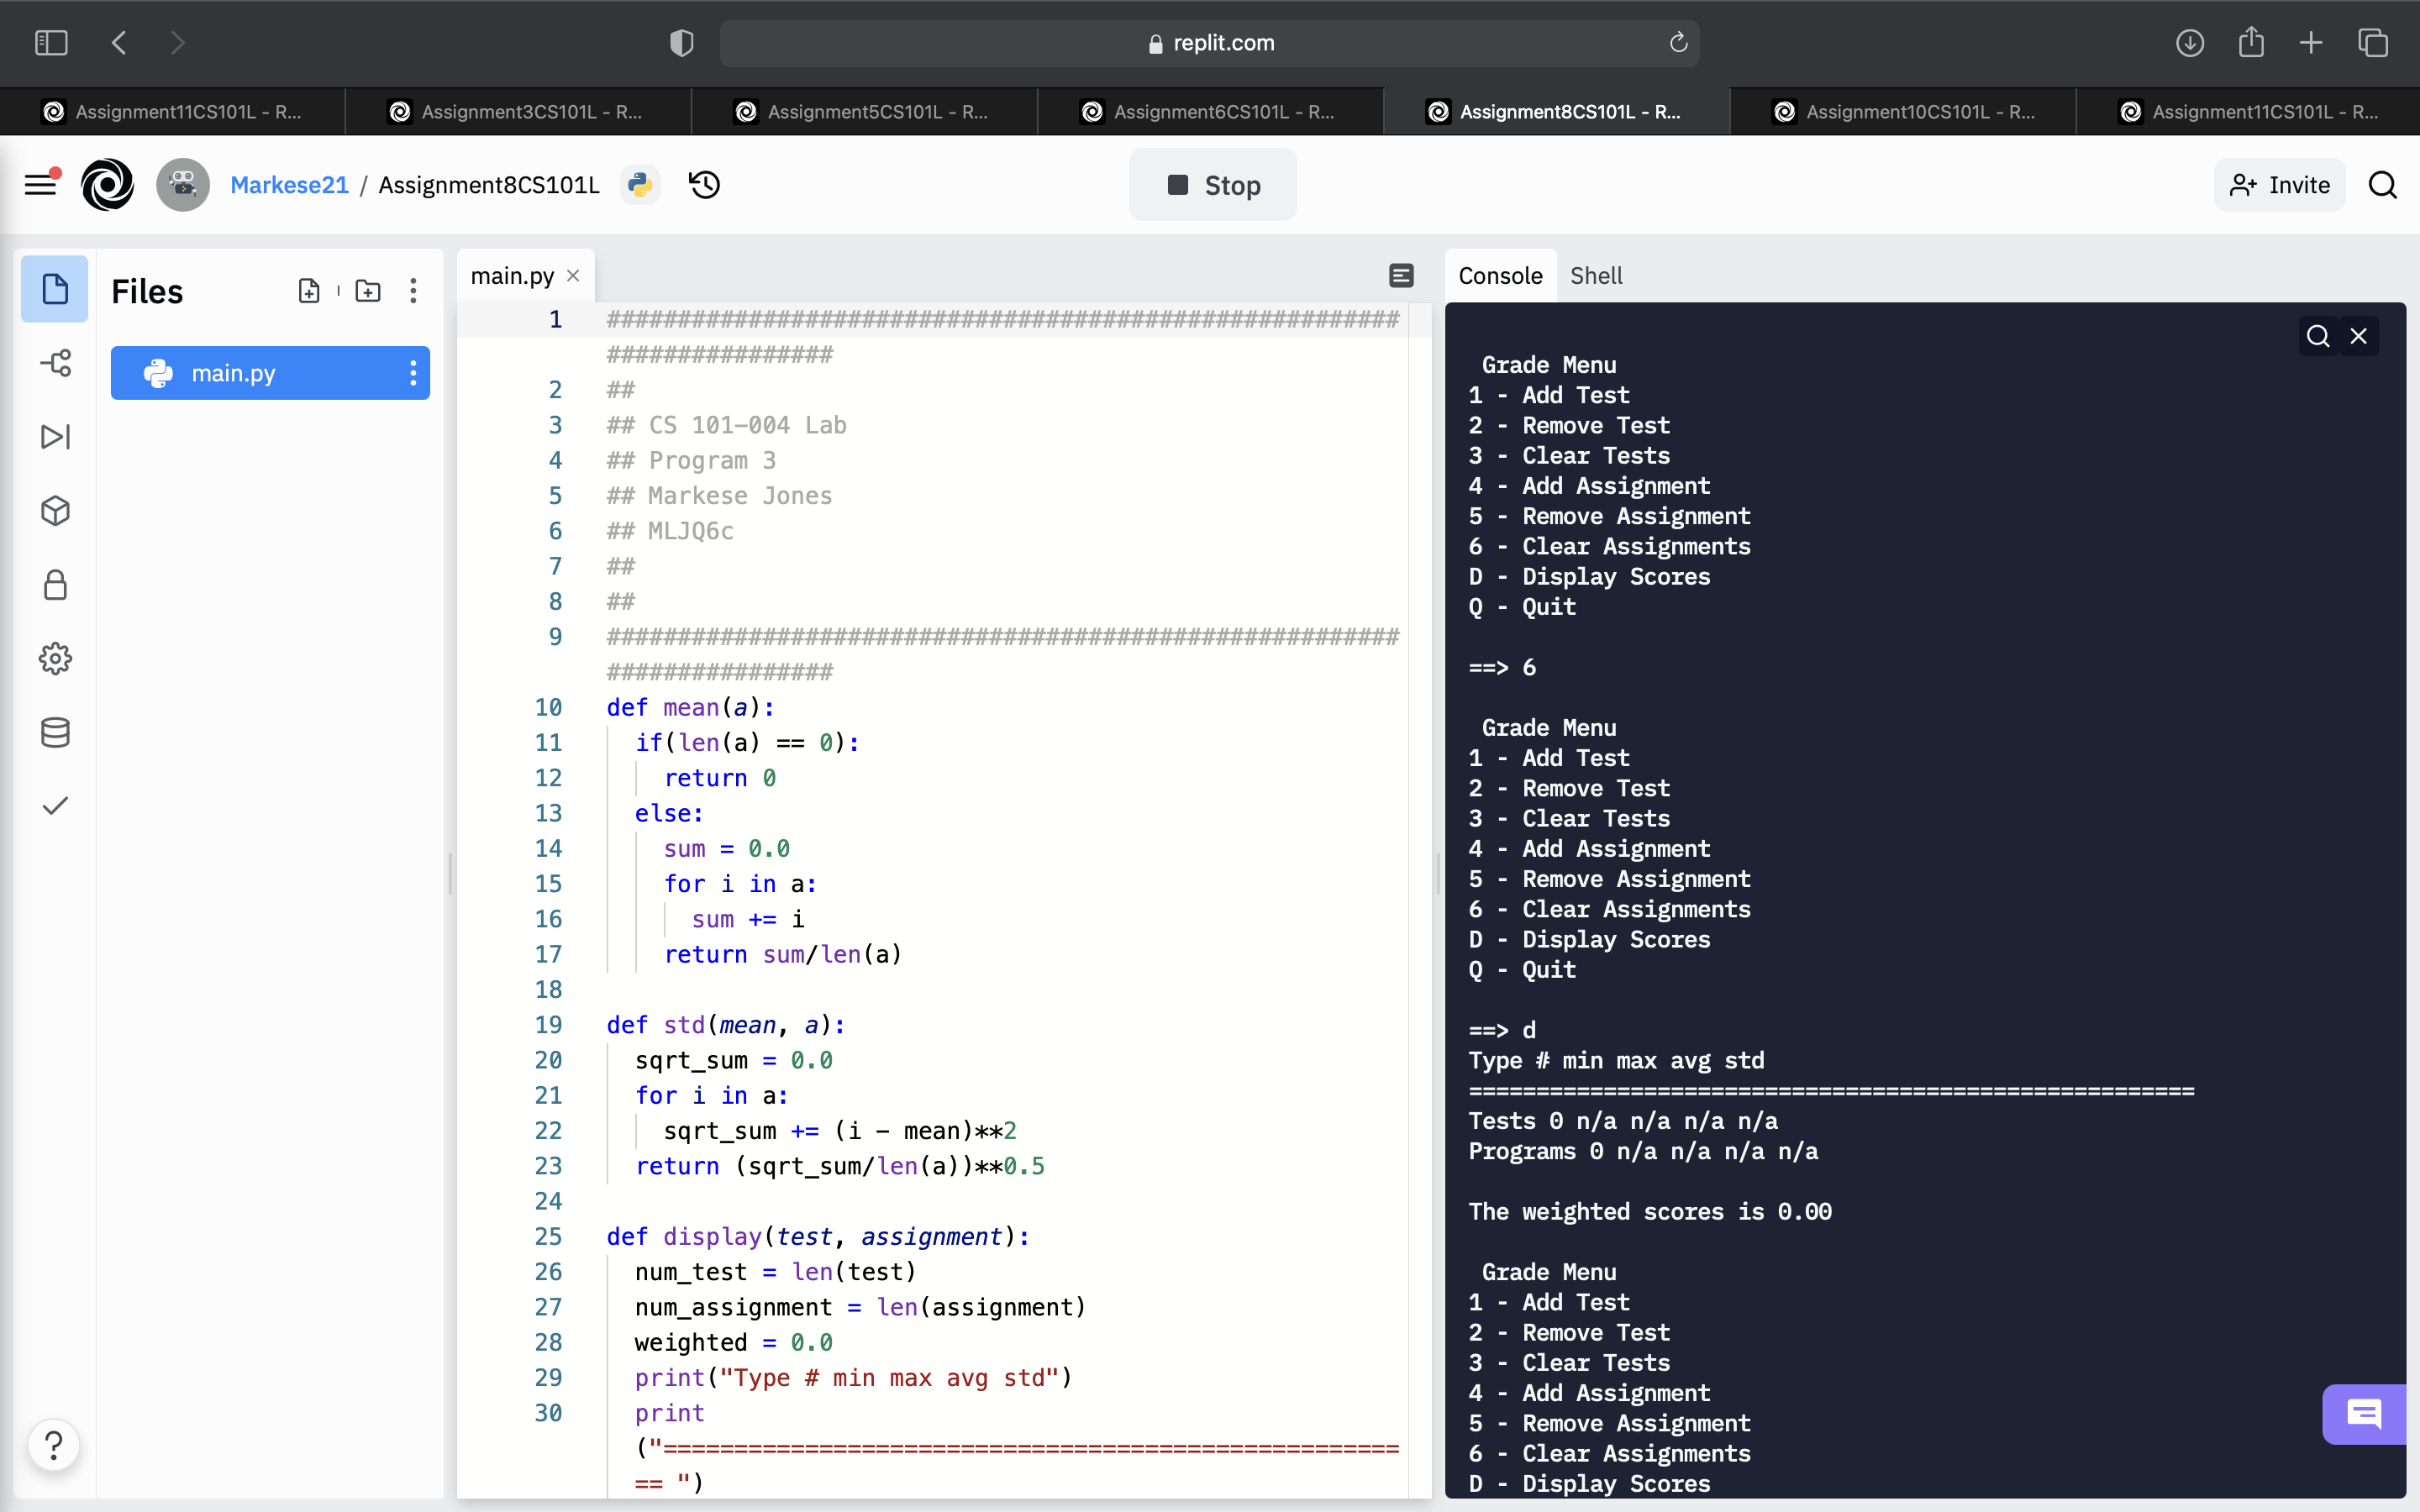 replit.com
Assignment11CS101L - R...
Assignment3CS101L - R...
Assignment5CS101L - R...
Assignment6CS101L - R...
Assignment8CS101L - R...
Assignment10CS101L - R...
Assignment11CS101L - R...
Markese21 / Assignment8CS101L
Stop
Invite
Files
main.py
main.py
1 ########################################################
################
2 ##
3 ## CS 101-004 Lab
4 ## Program 3
5 ## Markese Jones
6 ## MLJQ6c
7 ##
8 ##
9 ########################################################
################
10 def mean(a):
11 if(len(a) == 0):
12 return 0
13 else:
14 sum = 0.0
15 for i in a:
16 sum += i
17 return sum/len(a)
18
19 def std(mean, a):
20 sqrt_sum = 0.0
21 for i in a:
22 sqrt_sum += (i - mean)**2
23 return (sqrt_sum/len(a))**0.5
24
25 def display(test, assignment):
26 num_test = len(test)
27 num_assignment = len(assignment)
28 weighted = 0.0
29 print("Type # min max avg std")
30 print
("====================================================
== ")
Console
Shell
Grade Menu
1 - Add Test
2 - Remove Test
3 - Clear Tests
4 - Add Assignment
5 - Remove Assignment
6 - Clear Assignments
D - Display Scores
Q - Quit
==> 6
Grade Menu
1 - Add Test
2 - Remove Test
3 - Clear Tests
4 - Add Assignment
5 - Remove Assignment
6 - Clear Assignments
D - Display Scores
Q - Quit
==> d
Type # min max avg std
======================================================
Tests 0 n/a n/a n/a n/a
Programs 0 n/a n/a n/a n/a
The weighted scores is 0.00
Grade Menu
1 - Add Test
2 - Remove Test
3 - Clear Tests
4 - Add Assignment
5 - Remove Assignment
6 - Clear Assignments
D - Display Scores
?